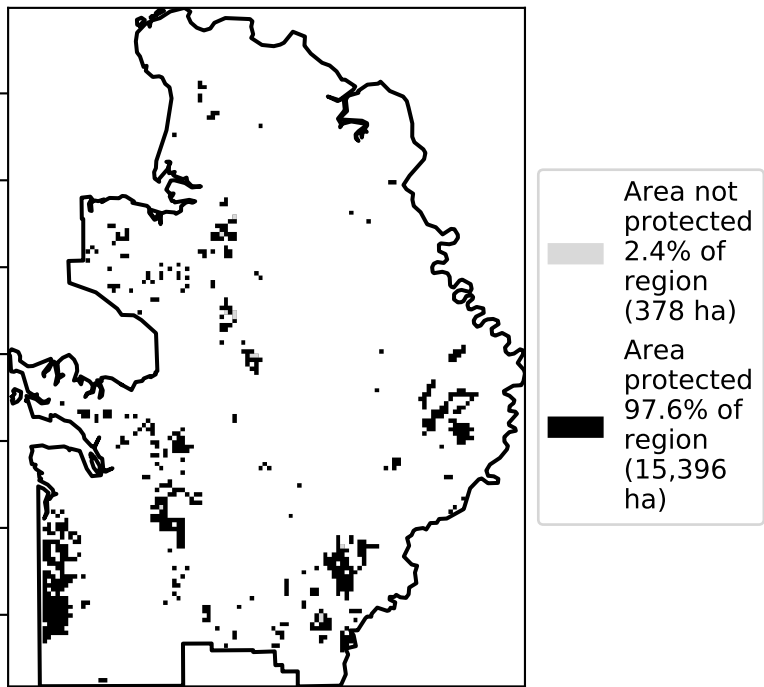 Area not
protected
2.4% of
region
(378 ha)
Area
protected
97.6% of
region
(15,396
ha)